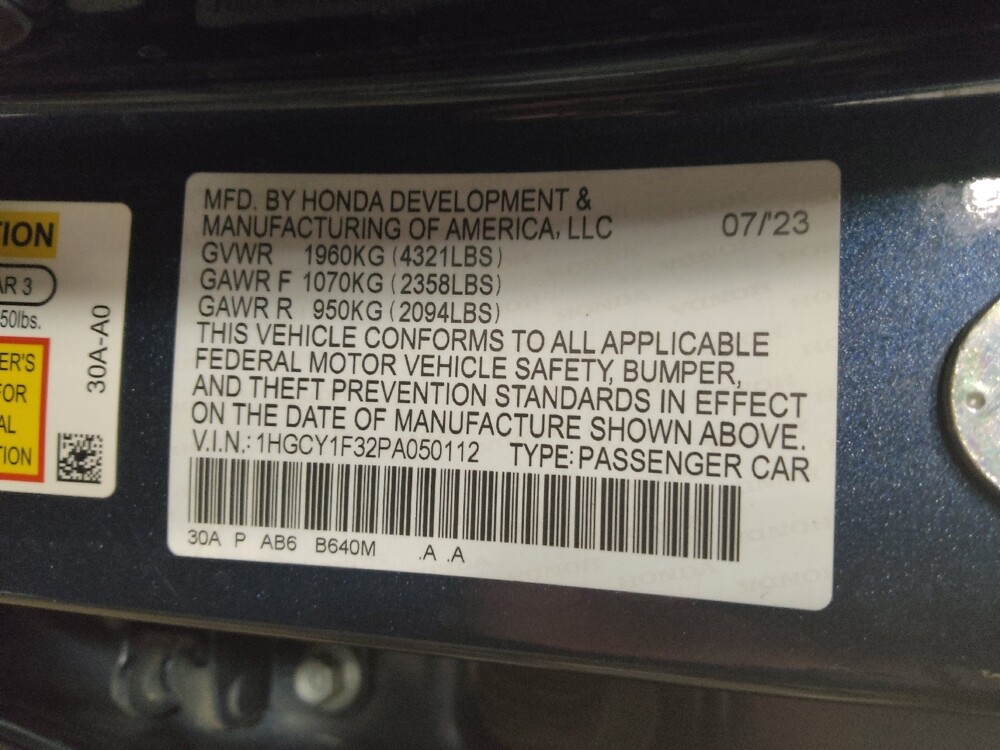 MFD. BY HONDA DEVELOPMENT &
MANUFACTURING OF AMERICA, LLC 07/'23
GVWR 1960KG (4321LBS)
GAWR F 1070KG (2358LBS)
GAWR R 950KG (2094LBS)
THIS VEHICLE CONFORMS TO ALL APPLICABLE
FEDERAL MOTOR VEHICLE SAFETY, BUMPER,
AND THEFT PREVENTION STANDARDS IN EFFECT
ON THE DATE OF MANUFACTURE SHOWN ABOVE.
V.I.N.: 1HGCY1F32PA050112 TYPE: PASSENGER CAR
30A P AB6 B640M .A .A
TION
AR 3
50lbs.
ER'S
FOR
AL
TION
30A-A0